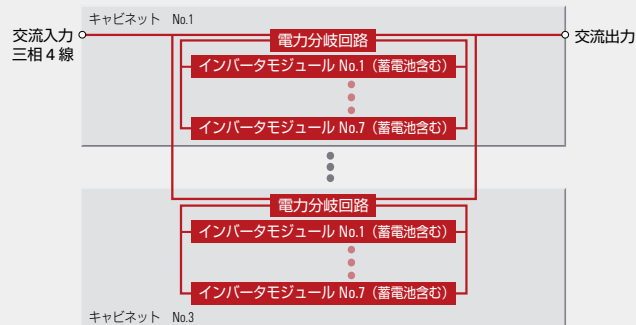 キャビネット No.1
交流入力
三相4線
電力分岐回路
交流出力
インバータモジュール No.1（蓄電池含む）
インバータモジュール No.7（蓄電池含む）
電力分岐回路
インバータモジュール No.1（蓄電池含む）
インバータモジュール No.7（蓄電池含む）
キャビネット No.3